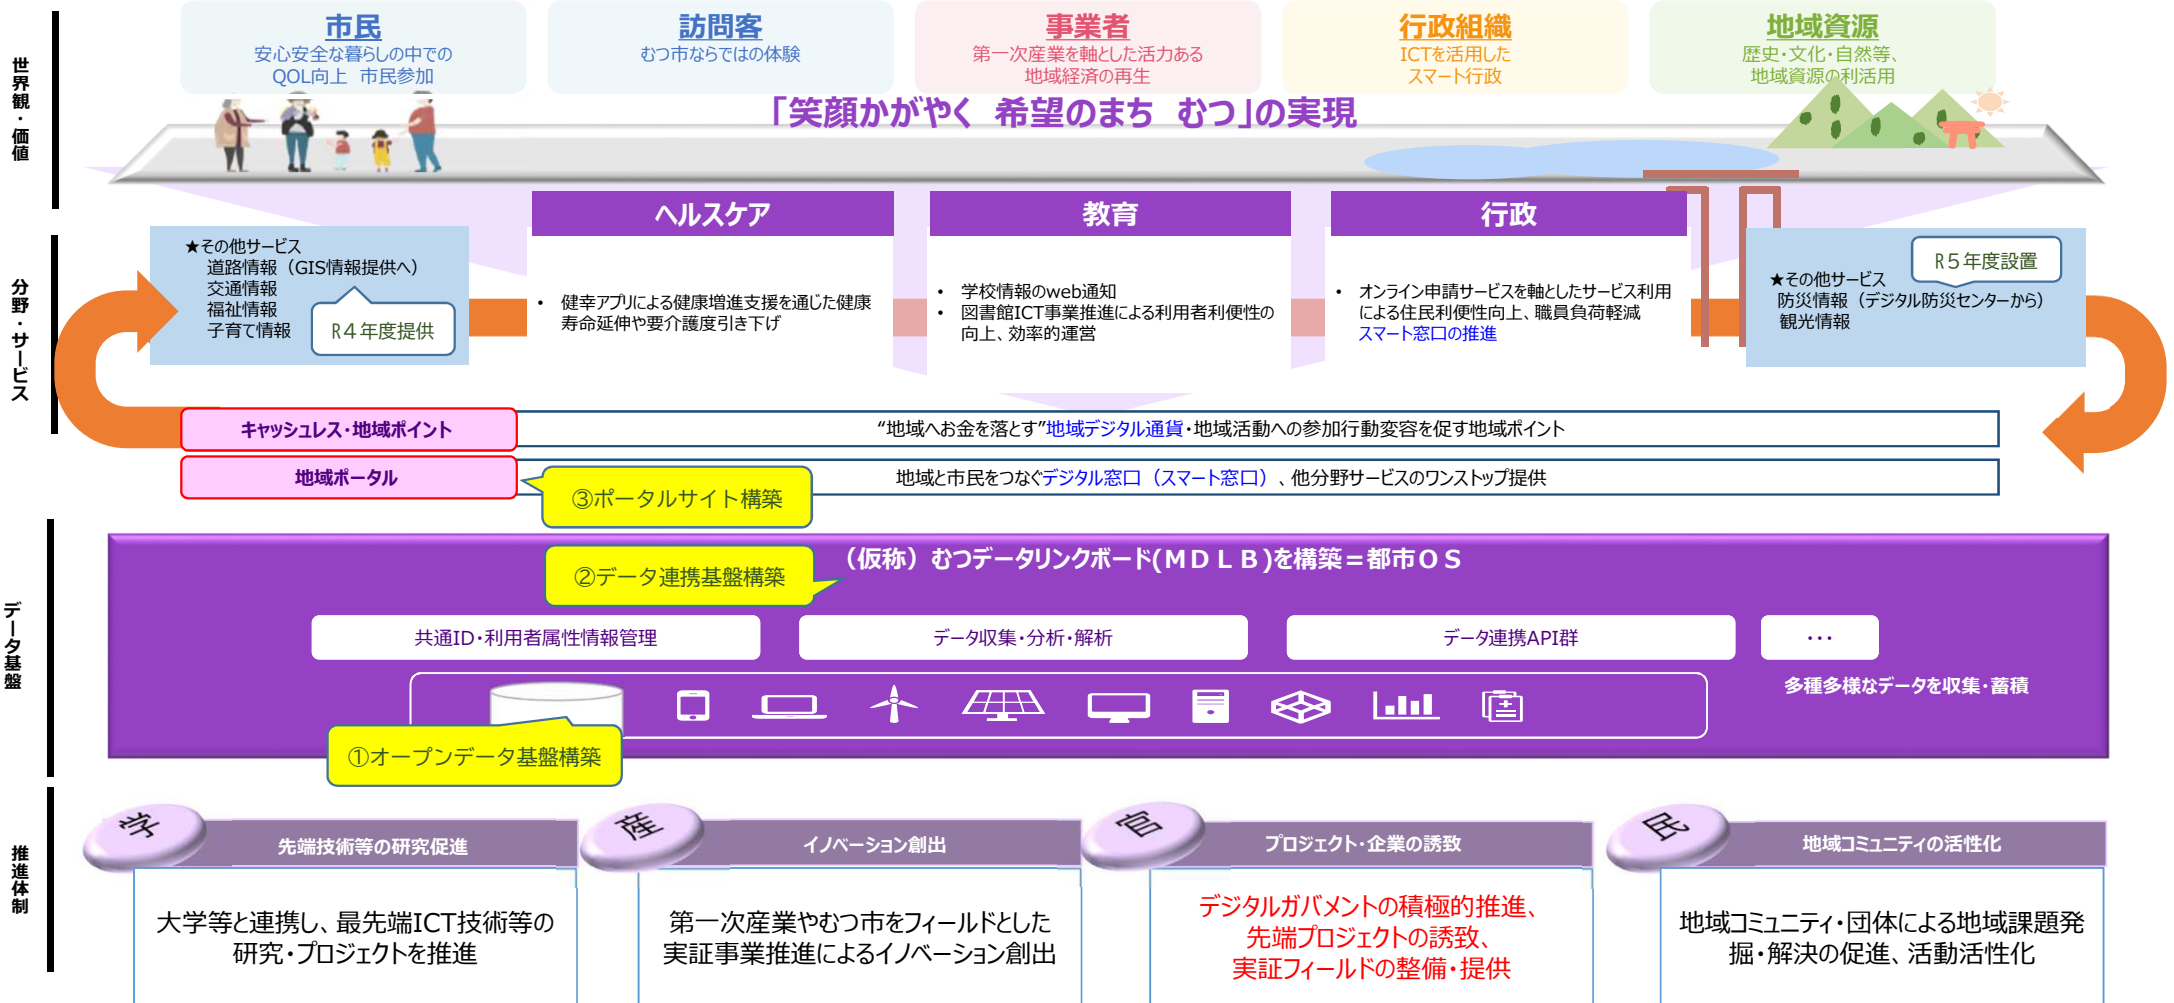 世界観・価値
市民
安心安全な暮らしの中での
QOL向上　市民参加
訪問客
むつ市ならではの体験
事業者
第一次産業を軸とした活力ある
地域経済の再生
行政組織
ICTを活用した
スマート行政
地域資源
歴史・文化・自然等、
地域資源の利活用
「笑顔かがやく　希望のまち　むつ」の実現
分野・サービス
★その他サービス
道路情報（GIS情報提供へ）
交通情報
福祉情報
子育て情報
R４年度提供
ヘルスケア
• 健幸アプリによる健康増進支援を通じた健康
寿命延伸や要介護度引き下げ
教育
• 学校情報のweb通知
• 図書館ICT事業推進による利用者利便性の
向上、効率的運営
行政
• オンライン申請サービスを軸としたサービス利用
による住民利便性向上、職員負荷軽減
スマート窓口の推進
R５年度設置
★その他サービス
防災情報（デジタル防災センターから）
観光情報
キャッシュレス・地域ポイント
“地域へお金を落とす”地域デジタル通貨・地域活動への参加行動変容を促す地域ポイント
地域ポータル
地域と市民をつなぐデジタル窓口（スマート窓口）、他分野サービスのワンストップ提供
③ポータルサイト構築
データ基盤
（仮称）むつデータリンクボード(ＭＤＬＢ)を構築＝都市ＯＳ
②データ連携基盤構築
共通ID・利用者属性情報管理
データ収集・分析・解析
データ連携API群
・・・
多種多様なデータを収集・蓄積
①オープンデータ基盤構築
推進体制
学
先端技術等の研究促進
大学等と連携し、最先端ICT技術等の
研究・プロジェクトを推進
産
イノベーション創出
第一次産業やむつ市をフィールドとした
実証事業推進によるイノベーション創出
官
プロジェクト・企業の誘致
デジタルガバメントの積極的推進、
先端プロジェクトの誘致、
実証フィールドの整備・提供
民
地域コミュニティの活性化
地域コミュニティ・団体による地域課題発
掘・解決の促進、活動活性化